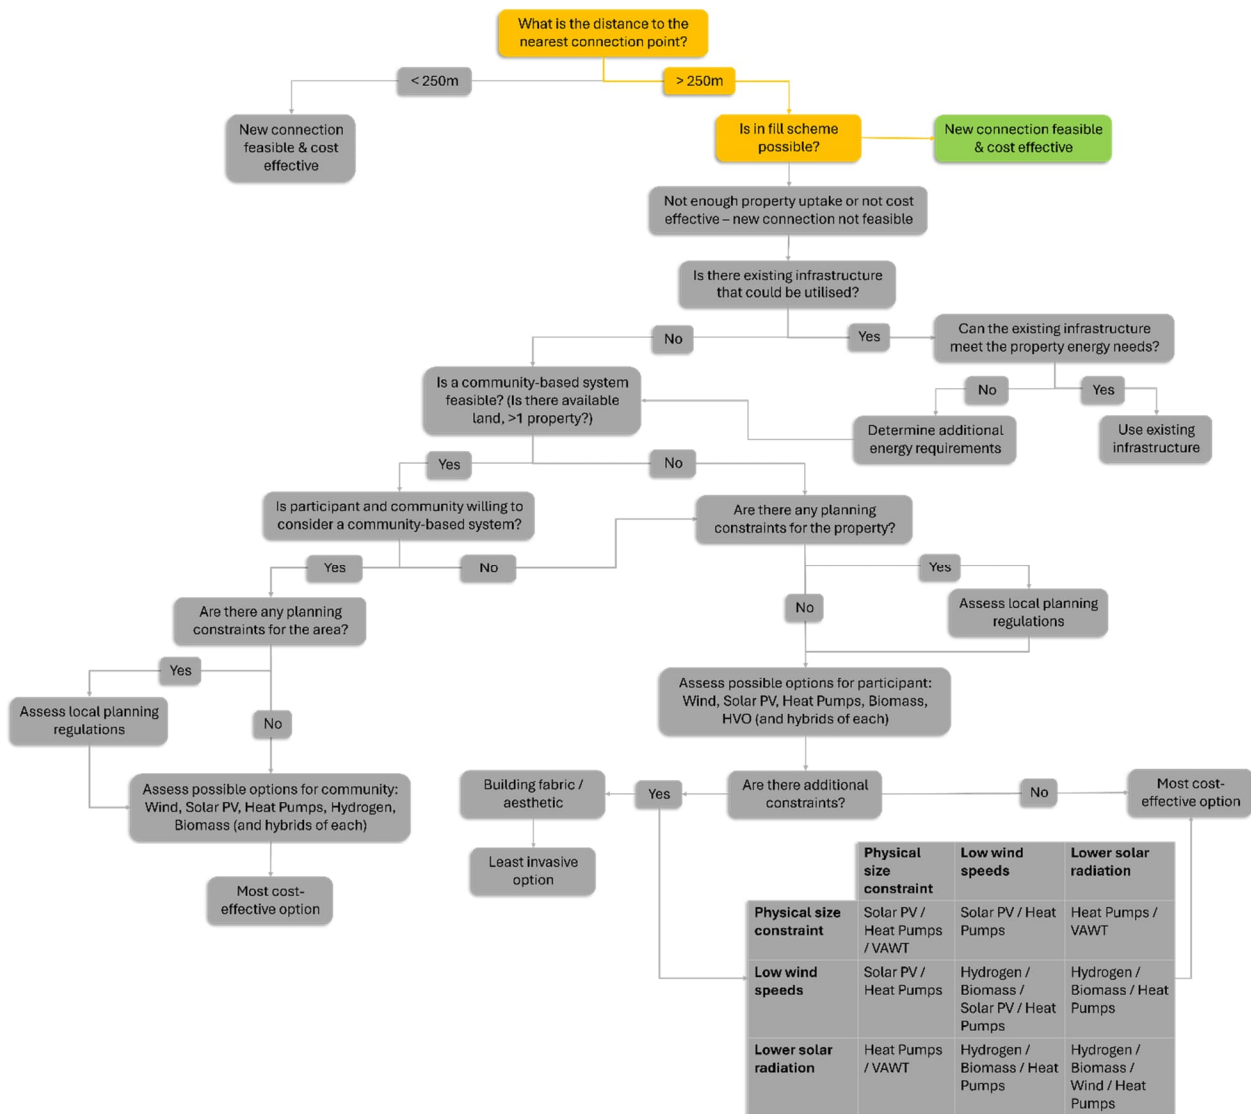 What is the distance to the
nearest connection point?
< 250m
> 250m
New connection
feasible & cost
effective
Is in fill scheme
possible?
New connection feasible
& cost effective
Not enough property uptake or not cost
effective – new connection not feasible
Is there existing infrastructure
that could be utilised?
No
Yes
Can the existing infrastructure
meet the property energy needs?
Is a community-based system
feasible? (Is there available
land, >1 property?)
No
Yes
Determine additional
energy requirements
Use existing
infrastructure
Yes
No
Is participant and community willing to
consider a community-based system?
Are there any planning
constraints for the property?
Yes
No
Yes
Are there any planning
constraints for the area?
No
Assess local planning
regulations
Yes
Assess local planning
regulations
No
Assess possible options for participant:
Wind, Solar PV, Heat Pumps, Biomass,
HVO (and hybrids of each)
Assess possible options for community:
Wind, Solar PV, Heat Pumps, Hydrogen,
Biomass (and hybrids of each)
Building fabric /
aesthetic
Yes
Are there additional
constraints?
No
Most cost-
effective option
Least invasive
option
Most cost-
effective option
Physical
size
constraint
Low wind
speeds
Lower solar
radiation
Physical size
constraint
Solar PV /
Heat Pumps
/ VAWT
Solar PV / Heat
Pumps
Heat Pumps /
VAWT
Low wind
speeds
Solar PV /
Heat Pumps
Hydrogen /
Biomass /
Solar PV / Heat
Pumps
Hydrogen /
Biomass / Heat
Pumps
Lower solar
radiation
Heat Pumps
/ VAWT
Hydrogen /
Biomass / Heat
Pumps
Hydrogen /
Biomass /
Wind / Heat
Pumps